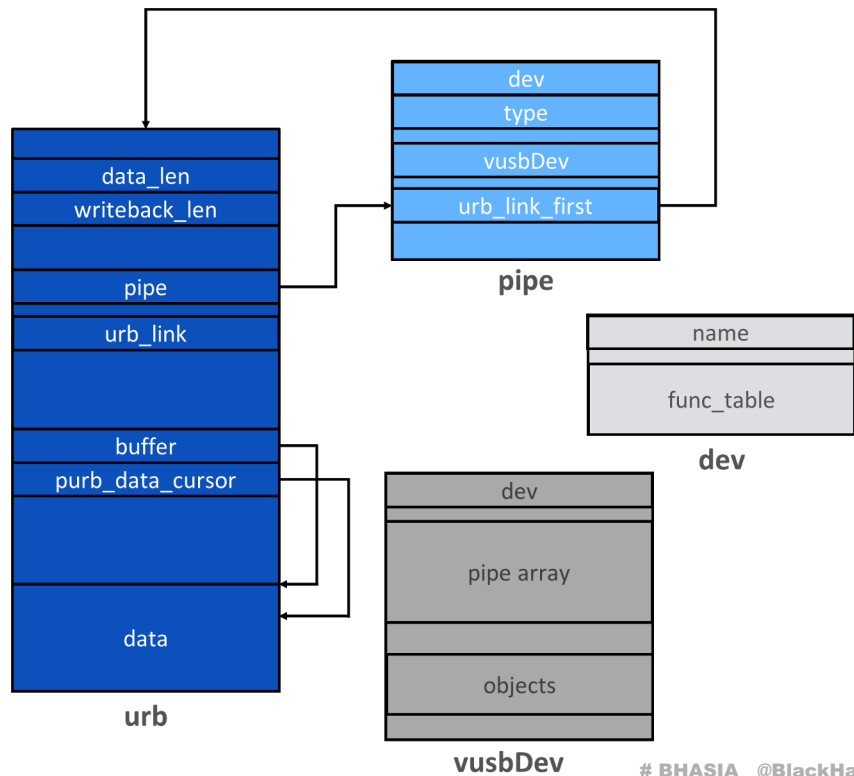 dev
type
vusbDev
urb_link_first
pipe
data_len
writeback_len
pipe
urb_link
buffer
purb_data_cursor
data
urb
name
func_table
dev
dev
pipe array
objects
vusbDev
# BHASIA @BlackHa